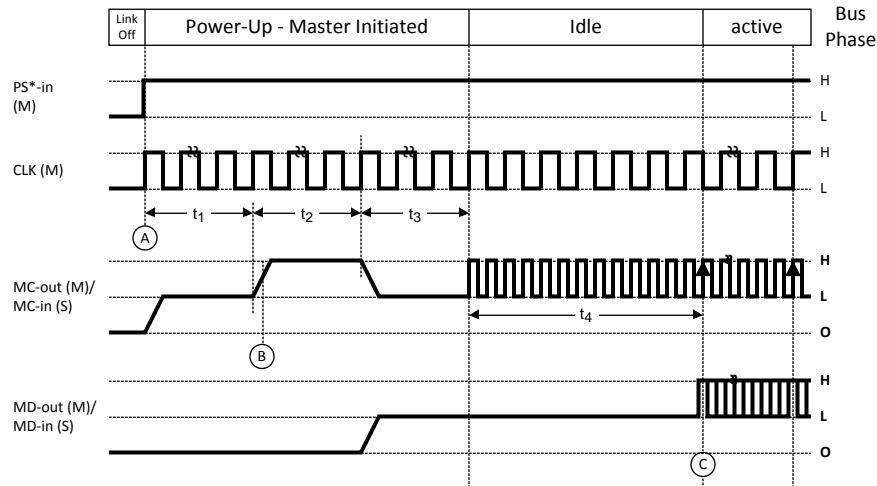 Link
Off
Power-Up - Master Initiated
Idle
active
Bus
Phase
PS*-in
(M)
H
L
CLK (M)
H
L
t1
t2
t3
A
MC-out (M)/
MC-in (S)
H
L
O
t4
B
MD-out (M)/
MD-in (S)
H
L
O
C